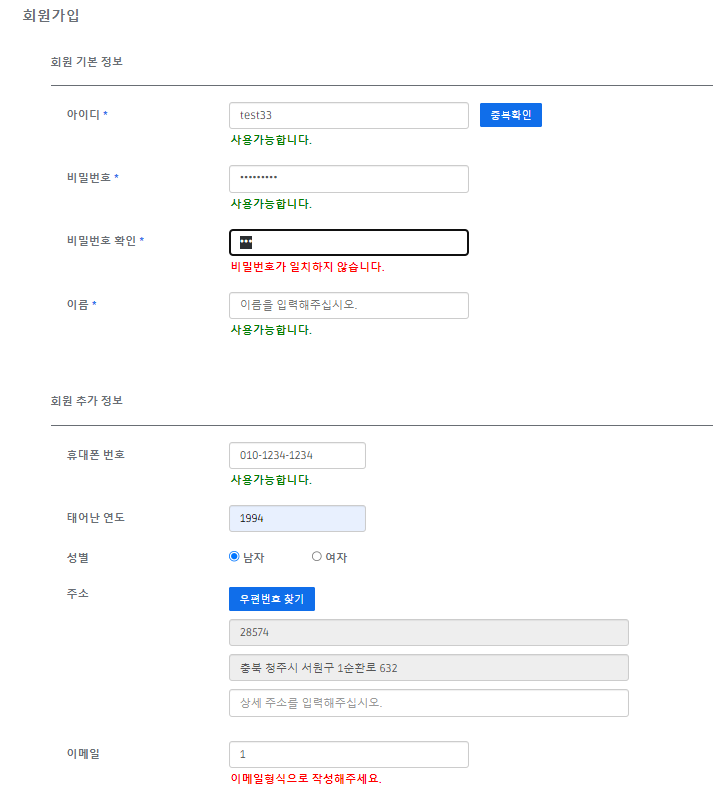 회원가입
회원 기본 정보
아이디 *
test33
중복확인
사용가능합니다.
비밀번호 *
•••••••••
사용가능합니다.
비밀번호 확인 *
•••
비밀번호가 일치하지 않습니다.
이름 *
이름을 입력해주십시오.
사용가능합니다.
회원 추가 정보
휴대폰 번호
010-1234-1234
사용가능합니다.
태어난 연도
1994
성별
남자
여자
주소
우편번호 찾기
28574
충북 청주시 서원구 1순환로 632
상세 주소를 입력해주십시오.
이메일
1
이메일형식으로 작성해주세요.